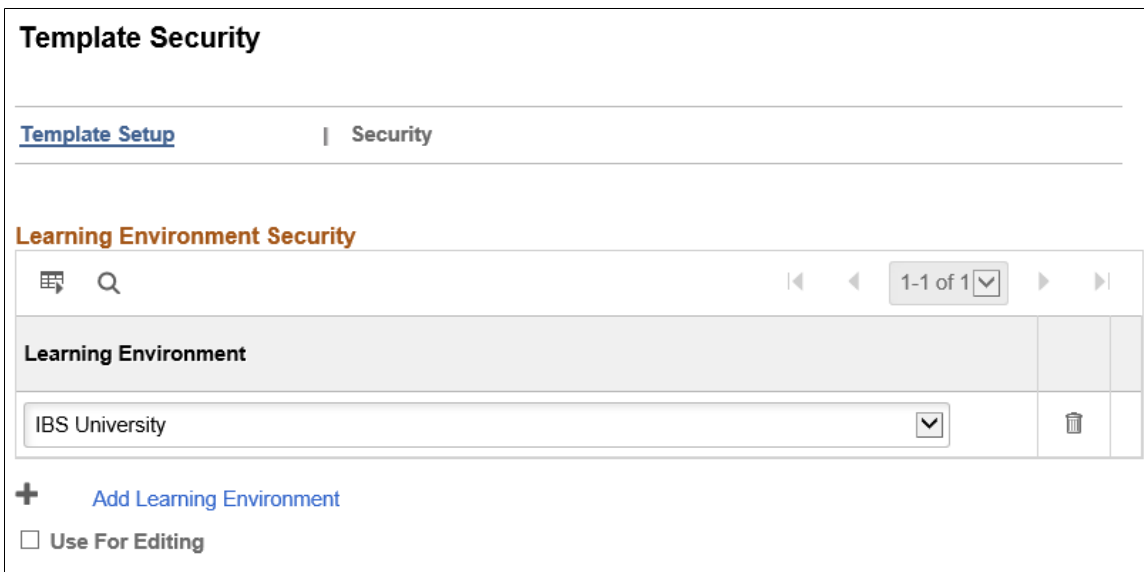 Template Security
Template Setup | Security
Learning Environment Security
1-1 of 1
Learning Environment
IBS University
Add Learning Environment
Use For Editing